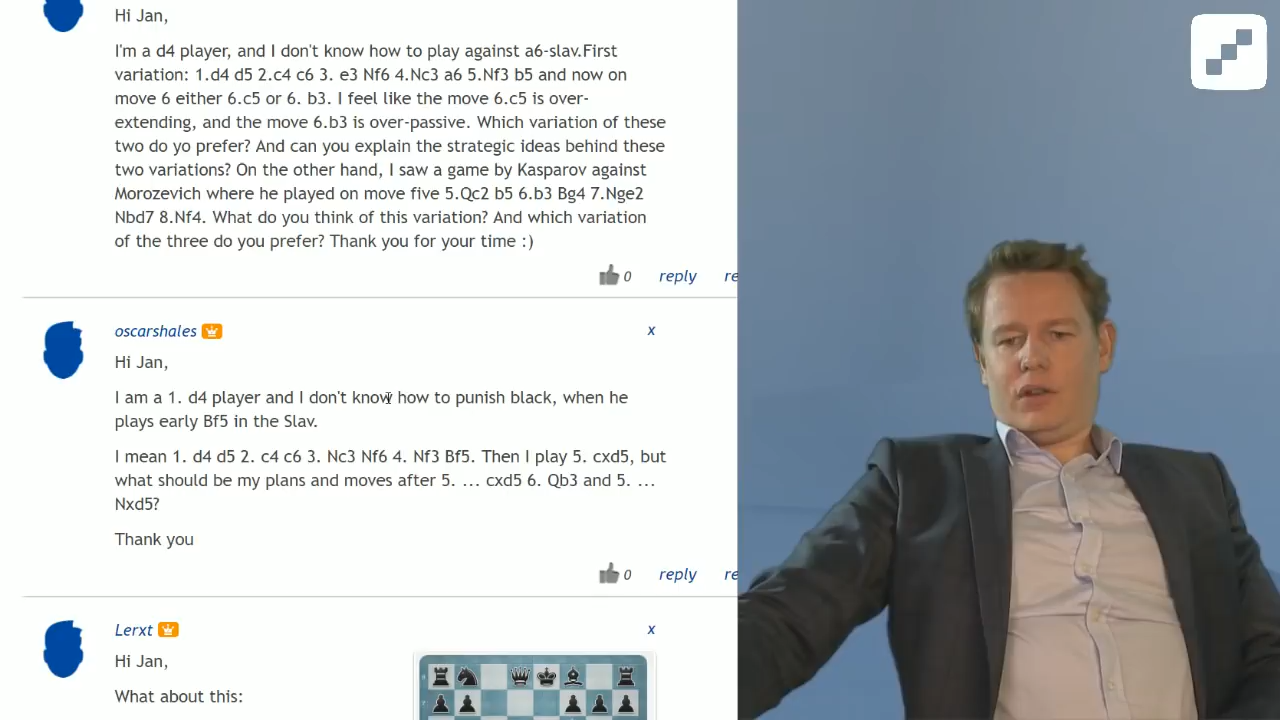 Hi Jan,
I'm a d4 player, and I don't know how to play against a6-slav.First
variation: 1.d4 d5 2.c4 c6 3. e3 Nf6 4.Nc3 a6 5.Nf3 b5 and now on
move 6 either 6.c5 or 6. b3. I feel like the move 6.c5 is over-
extending, and the move 6.b3 is over-passive. Which variation of these
two do yo prefer? And can you explain the strategic ideas behind these
two variations? On the other hand, I saw a game by Kasparov against
Morozevich where he played on move five 5.Qc2 b5 6.b3 Bg4 7.Nge2
Nbd7 8.Nf4. What do you think of this variation? And which variation
of the three do you prefer? Thank you for your time :)
0 reply re
oscarshales x
Hi Jan,
I am a 1. d4 player and I don't know how to punish black, when he
plays early Bf5 in the Slav.
I mean 1. d4 d5 2. c4 c6 3. Nc3 Nf6 4. Nf3 Bf5. Then I play 5. cxd5, but
what should be my plans and moves after 5. ... cxd5 6. Qb3 and 5. ...
Nxd5?
Thank you
0 reply re
Lerxt x
Hi Jan,
What about this: